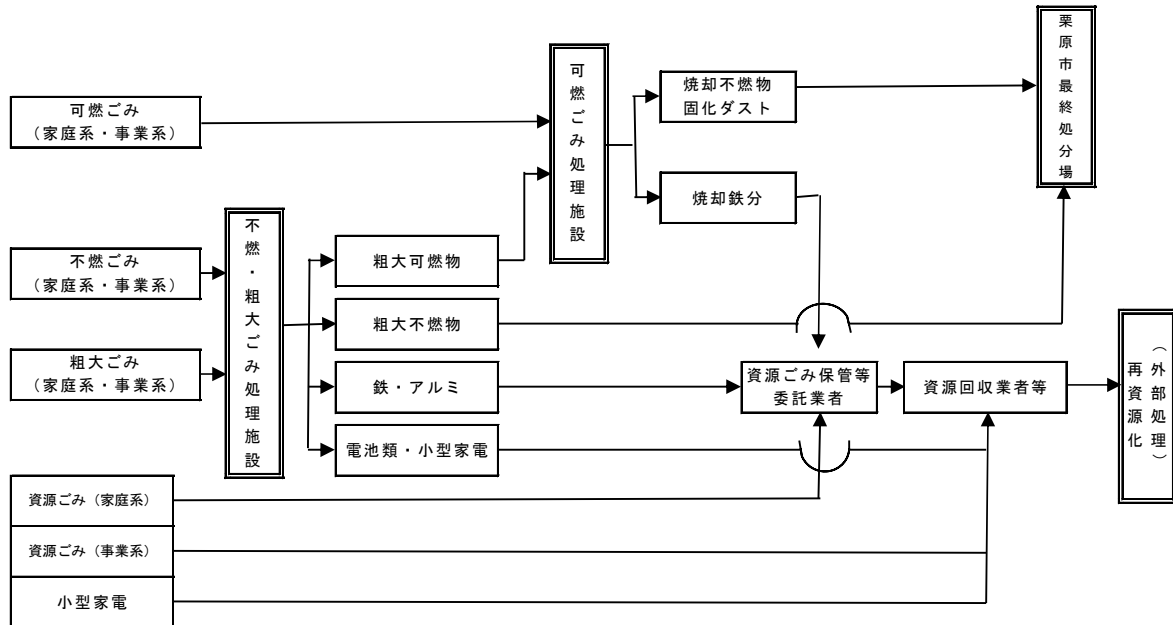 栗原市最終処分場
可燃ごみ処理施設
焼却不燃物
固化ダスト
可燃ごみ
（家庭系・事業系）
焼却鉄分
不燃・粗大ごみ処理施設
不燃ごみ
（家庭系・事業系）
粗大可燃物
粗大不燃物
粗大ごみ
（家庭系・事業系）
鉄・アルミ
資源ごみ保管等
委託業者
資源回収業者等
（外部処理）
再資源化
電池類・小型家電
資源ごみ（家庭系）
資源ごみ（事業系）
小型家電